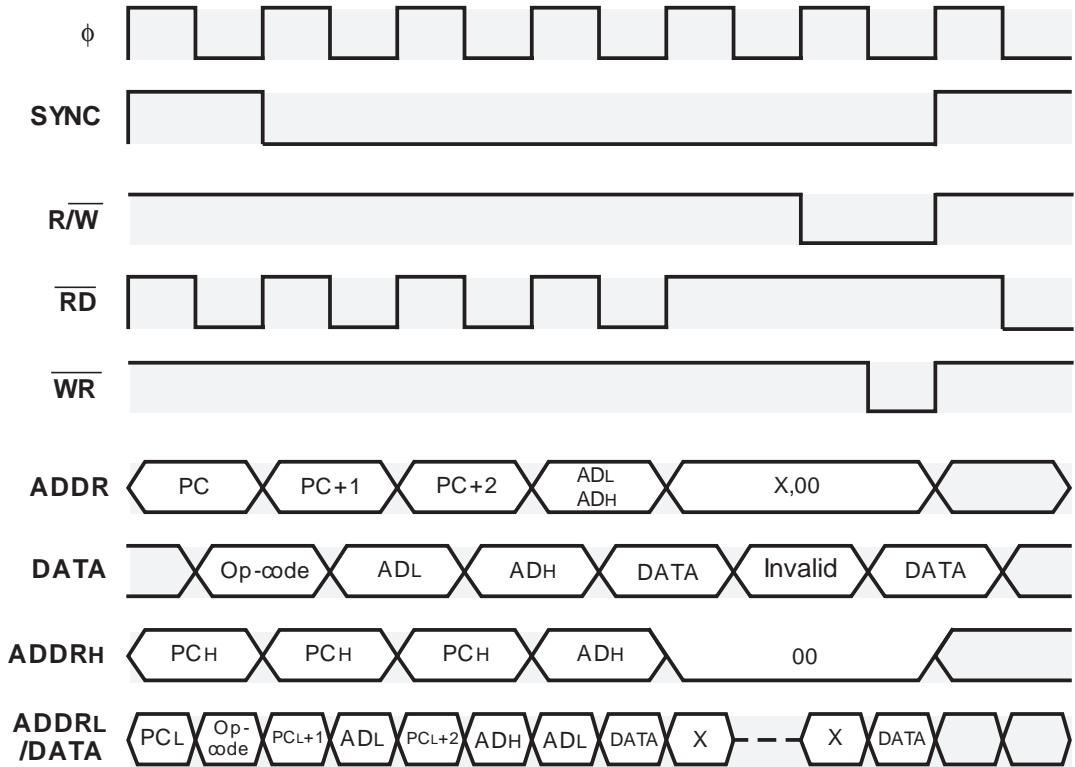 ϕ
SYNC
R/W̅
R̅D̅
W̅R̅
ADDR PC PC+1 PC+2 ADL ADH X,00
DATA Op-code ADL ADH DATA Invalid DATA
ADDRH PCH PCH PCH ADH 00
ADDRL /DATA PCL Op-code PCL+1 ADL PCL+2 ADH ADL DATA X X DATA